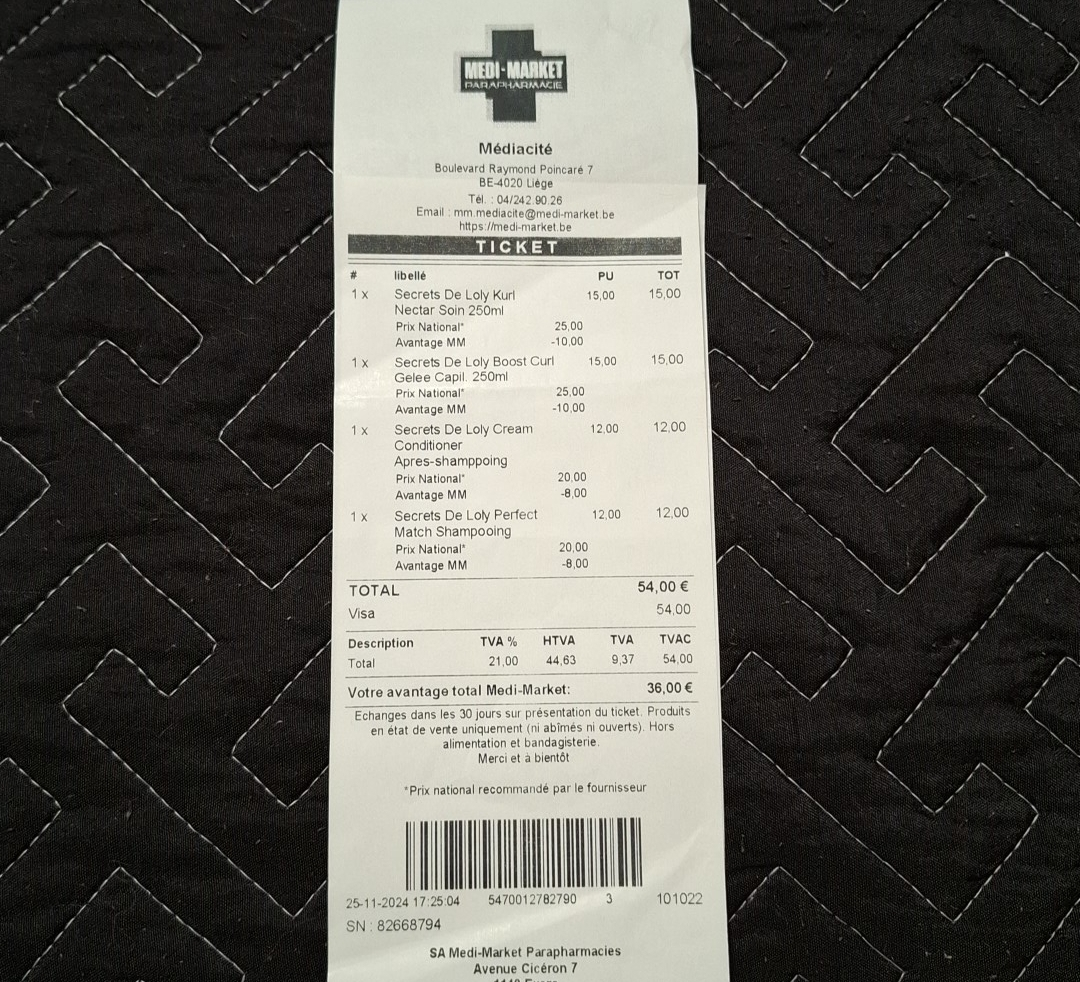 MEDI-MARKET
PARAPHARMACIE
Médiacité
Boulevard Raymond Poincaré 7
BE-4020 Liège
Tél. : 04/242.90.26
Email : mm.mediacite@medi-market.be
https://medi-market.be
TICKET
# libellé PU TOT
1 x Secrets De Loly Kurl 15,00 15,00
Nectar Soin 250ml
Prix National* 25,00
Avantage MM -10,00
1 x Secrets De Loly Boost Curl 15,00 15,00
Gelee Capil. 250ml
Prix National* 25,00
Avantage MM -10,00
1 x Secrets De Loly Cream 12,00 12,00
Conditioner
Apres-shamppoing
Prix National* 20,00
Avantage MM -8,00
1 x Secrets De Loly Perfect 12,00 12,00
Match Shampooing
Prix National* 20,00
Avantage MM -8,00
TOTAL 54,00 €
Visa 54,00
Description TVA % HTVA TVA TVAC
Total 21,00 44,63 9,37 54,00
Votre avantage total Medi-Market: 36,00 €
Echanges dans les 30 jours sur présentation du ticket. Produits
en état de vente uniquement (ni abîmés ni ouverts). Hors
alimentation et bandagisterie.
Merci et à bientôt
*Prix national recommandé par le fournisseur
25-11-2024 17:25:04 5470012782790 3 101022
SN : 82668794
SA Medi-Market Parapharmacies
Avenue Cicéron 7